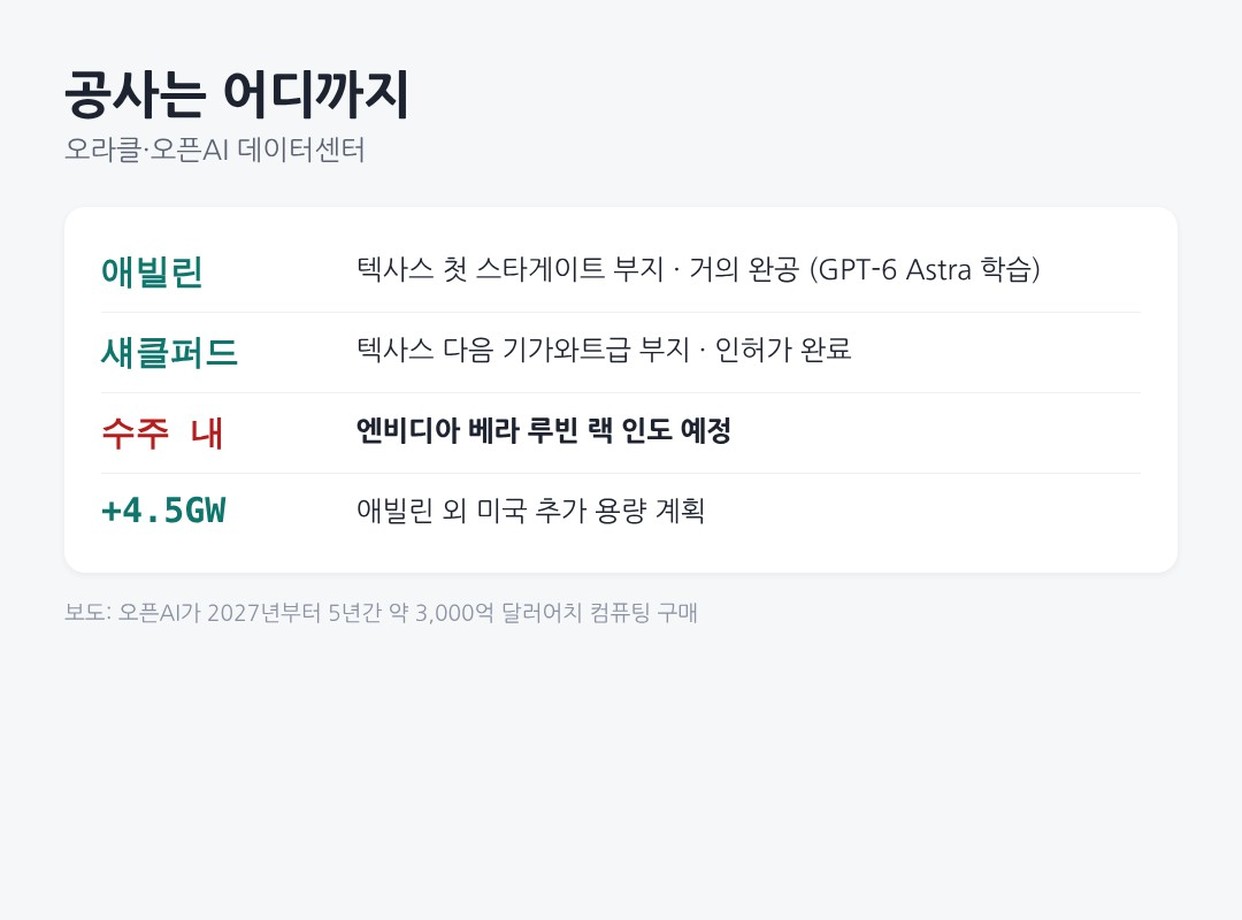 공사는 어디까지
오라클·오픈AI 데이터센터
애빌린 텍사스 첫 스타게이트 부지 · 거의 완공 (GPT-6 Astra 학습)
섀클퍼드 텍사스 다음 기가와트급 부지 · 인허가 완료
수주 내 엔비디아 베라 루빈 랙 인도 예정
+4.5GW 애빌린 외 미국 추가 용량 계획
보도: 오픈AI가 2027년부터 5년간 약 3,000억 달러어치 컴퓨팅 구매